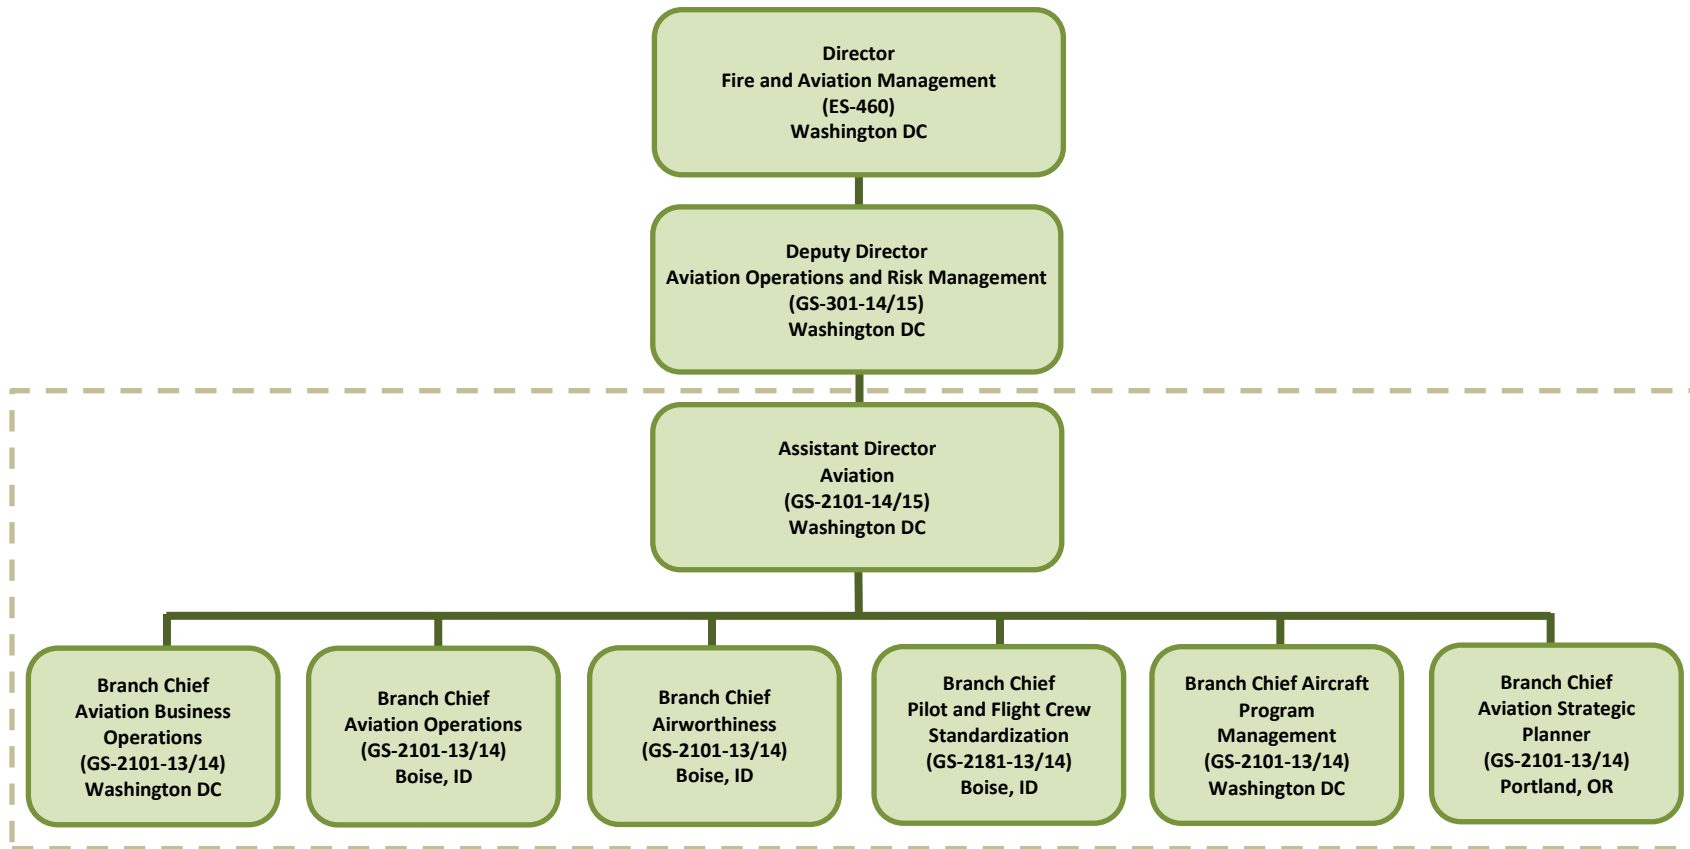 Director
Fire and Aviation Management
(ES-460)
Washington DC
Deputy Director
Aviation Operations and Risk Management
(GS-301-14/15)
Washington DC
Assistant Director
Aviation
(GS-2101-14/15)
Washington DC
Branch Chief
Aviation Business
Operations
(GS-2101-13/14)
Washington DC
Branch Chief
Aviation Operations
(GS-2101-13/14)
Boise, ID
Branch Chief
Airworthiness
(GS-2101-13/14)
Boise, ID
Branch Chief
Pilot and Flight Crew
Standardization
(GS-2181-13/14)
Boise, ID
Branch Chief Aircraft
Program
Management
(GS-2101-13/14)
Washington DC
Branch Chief
Aviation Strategic
Planner
(GS-2101-13/14)
Portland, OR